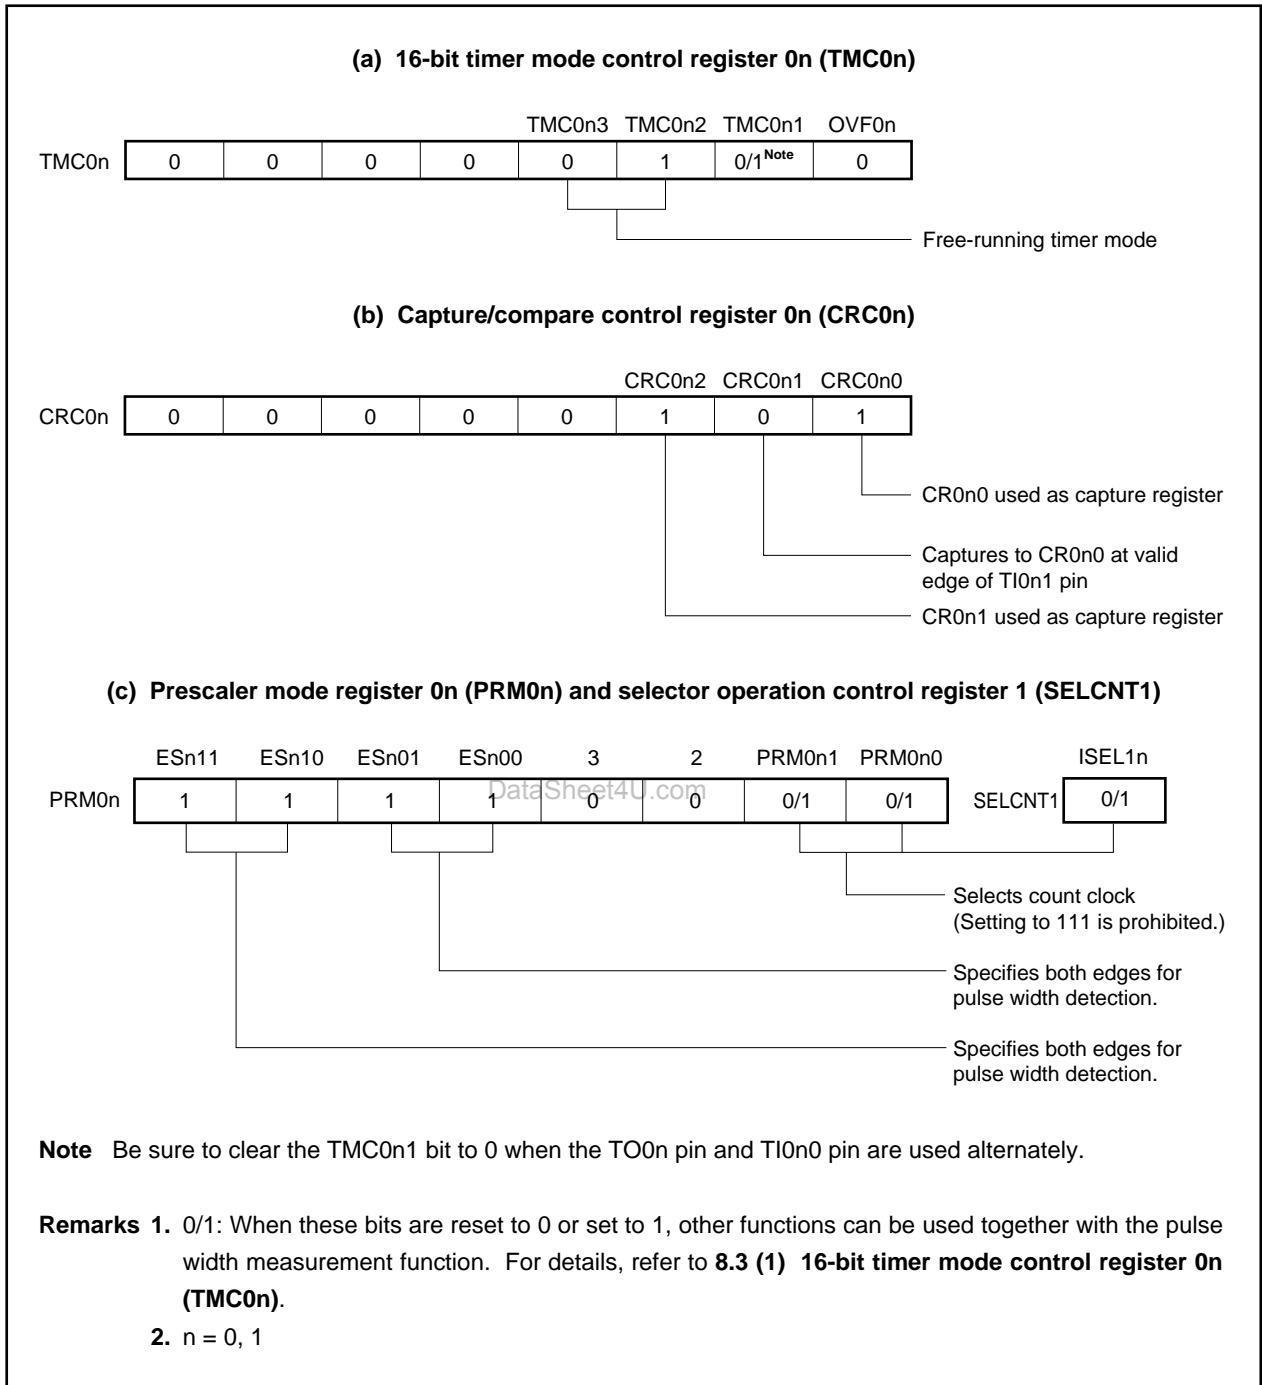 (a) 16-bit timer mode control register 0n (TMC0n)
TMC0n3 TMC0n2 TMC0n1 OVF0n
TMC0n 0 0 0 0 0 1 0/1Note 0
Free-running timer mode
(b) Capture/compare control register 0n (CRC0n)
CRC0n2 CRC0n1 CRC0n0
CRC0n 0 0 0 0 0 1 0 1
CR0n0 used as capture register
Captures to CR0n0 at valid
edge of TI0n1 pin
CR0n1 used as capture register
(c) Prescaler mode register 0n (PRM0n) and selector operation control register 1 (SELCNT1)
ESn11 ESn10 ESn01 ESn00 3 2 PRM0n1 PRM0n0 ISEL1n
PRM0n 1 1 1 1 0 0 0/1 0/1 SELCNT1 0/1
DataSheet4U.com
Selects count clock
(Setting to 111 is prohibited.)
Specifies both edges for
pulse width detection.
Specifies both edges for
pulse width detection.
Note Be sure to clear the TMC0n1 bit to 0 when the TO0n pin and TI0n0 pin are used alternately.
Remarks 1. 0/1: When these bits are reset to 0 or set to 1, other functions can be used together with the pulse
width measurement function. For details, refer to 8.3 (1) 16-bit timer mode control register 0n
(TMC0n).
2. n = 0, 1